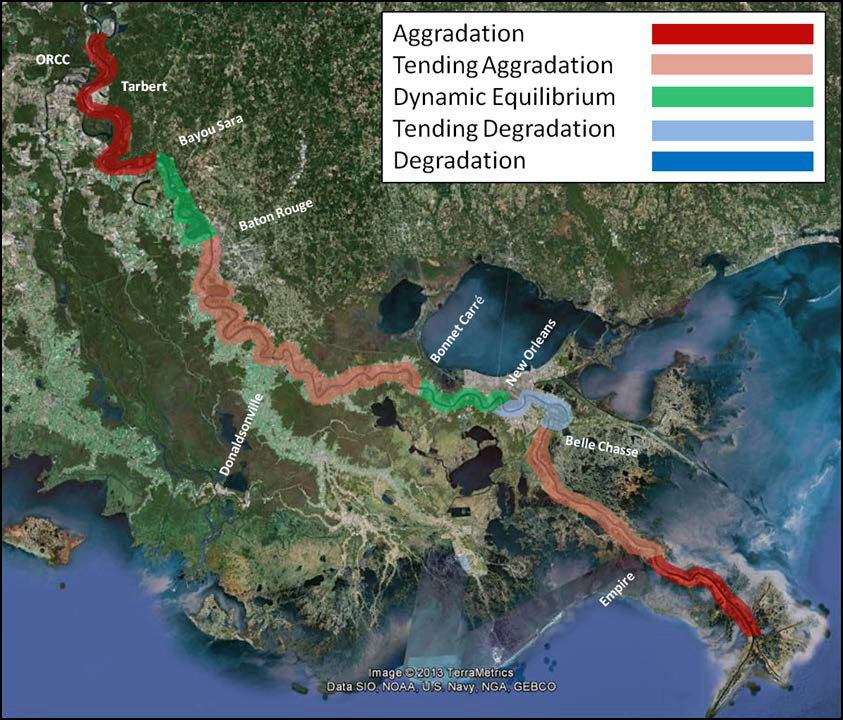 Aggradation
Tending Aggradation
Dynamic Equilibrium
Tending Degradation
Degradation
ORCC
Tarbert
Bayou Sara
Baton Rouge
Bonnet Carré
New Orleans
Donaldsonville
Belle Chasse
Empire
Image © 2013 TerraMetrics
Data SIO, NOAA, U.S. Navy, NGA, GEBCO